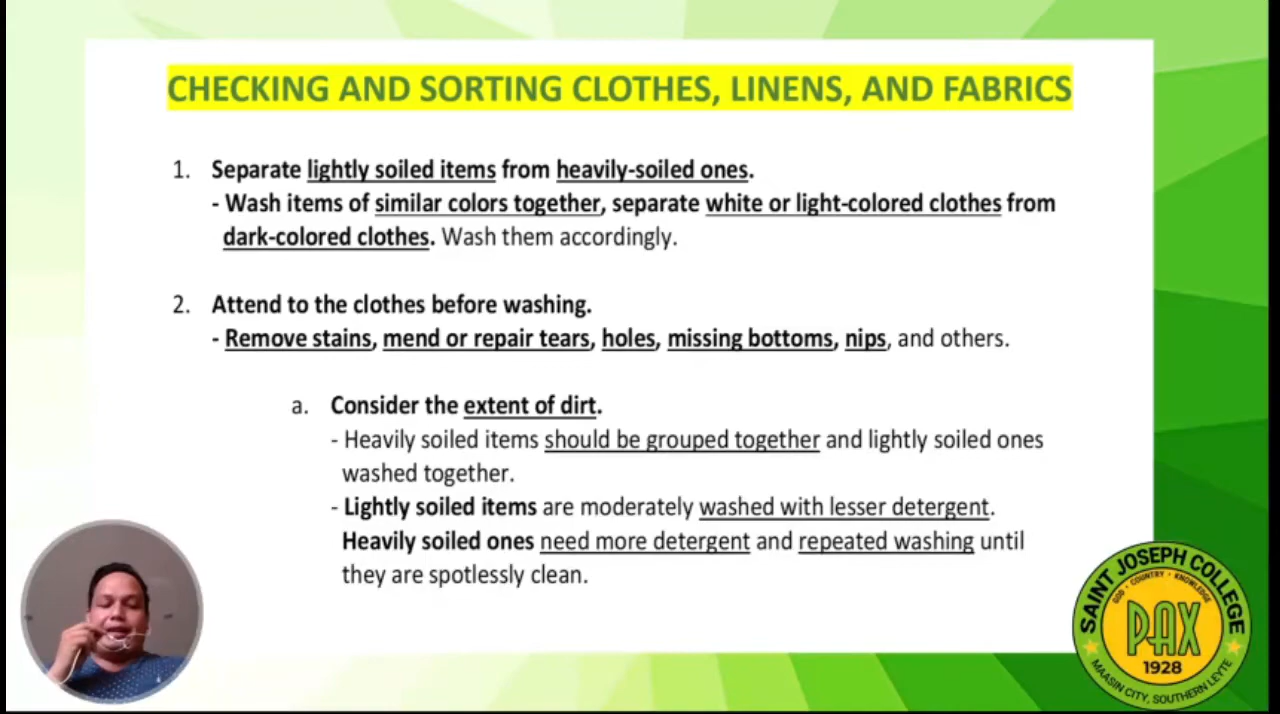 CHECKING AND SORTING CLOTHES, LINENS, AND FABRICS
1. Separate lightly soiled items from heavily-soiled ones.
- Wash items of similar colors together, separate white or light-colored clothes from
dark-colored clothes. Wash them accordingly.
2. Attend to the clothes before washing.
- Remove stains, mend or repair tears, holes, missing bottoms, nips, and others.
a. Consider the extent of dirt.
- Heavily soiled items should be grouped together and lightly soiled ones
washed together.
- Lightly soiled items are moderately washed with lesser detergent.
Heavily soiled ones need more detergent and repeated washing until
they are spotlessly clean.
SAINT JOSEPH COLLEGE
GOD • COUNTRY • KNOWLEDGE
PAX
1928
MAASIN CITY, SOUTHERN LEYTE